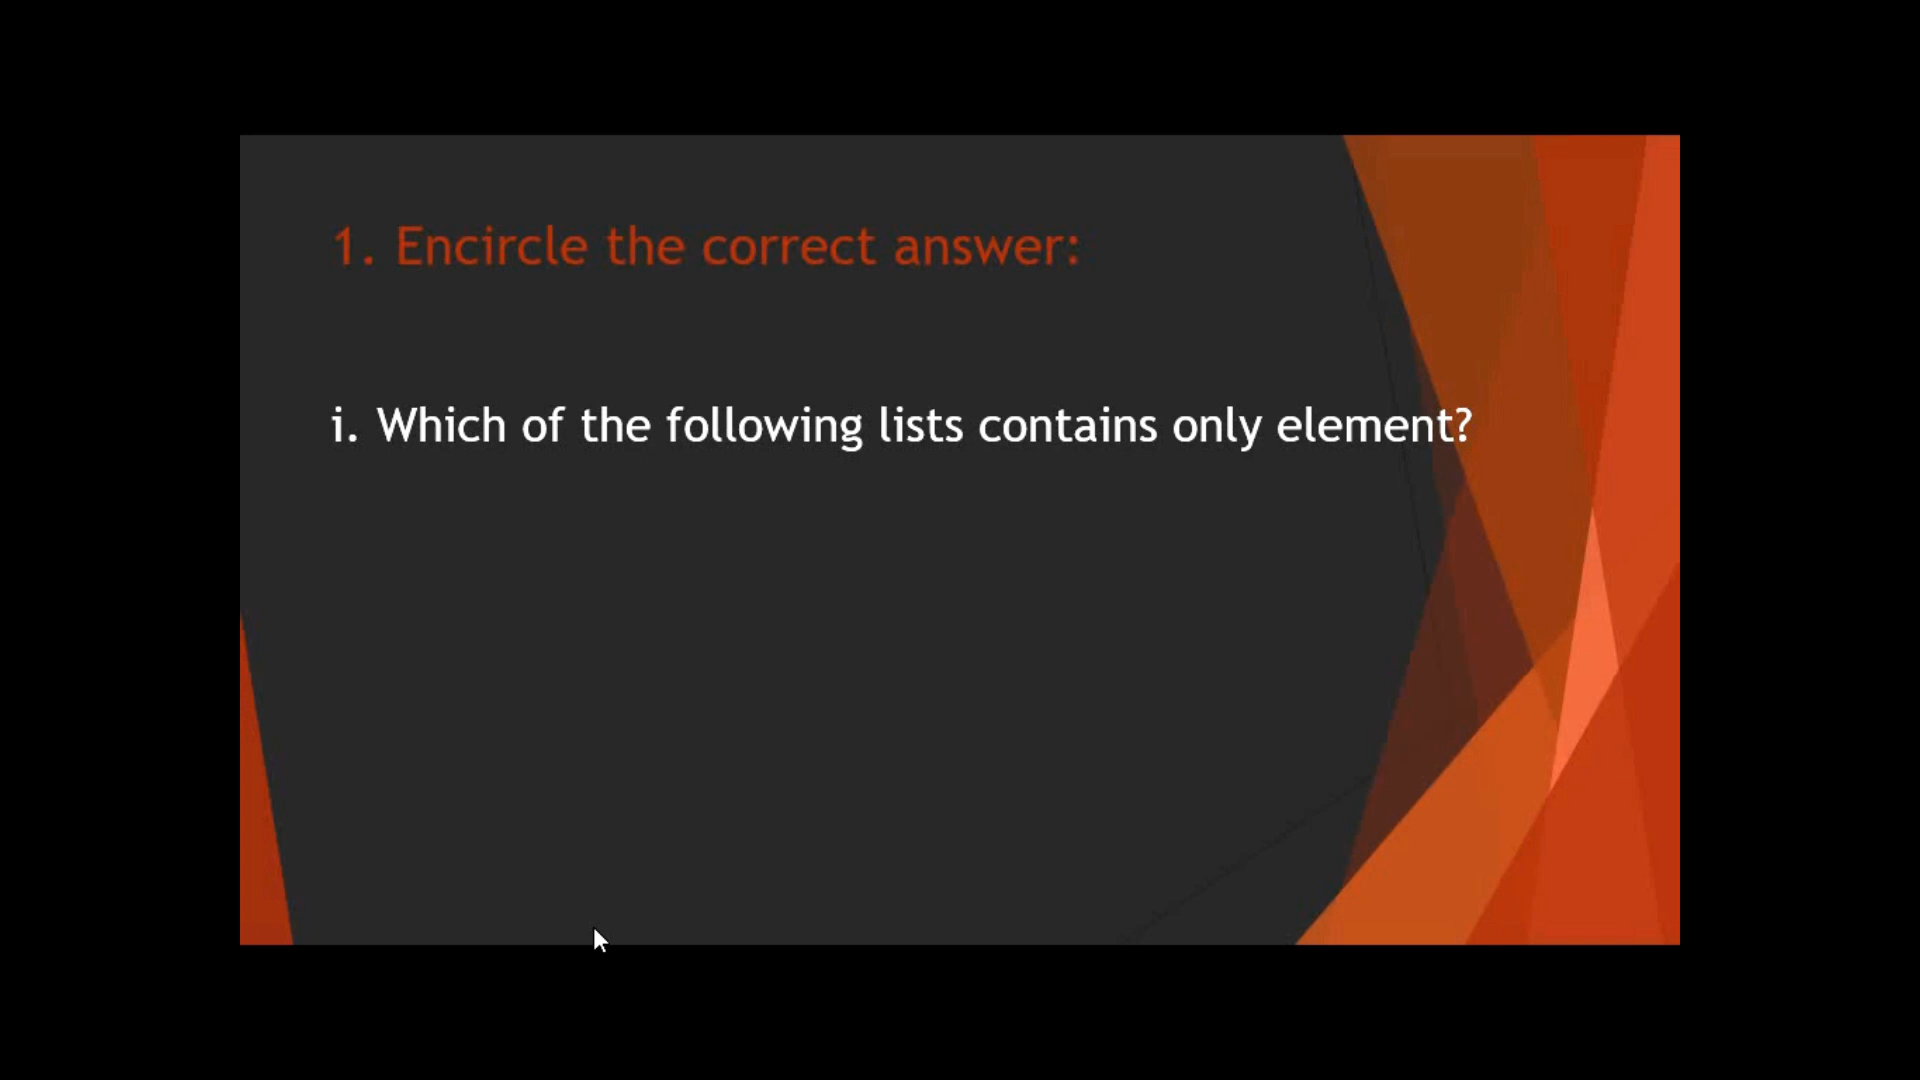 1. Encircle the correct answer:
i. Which of the following lists contains only element?